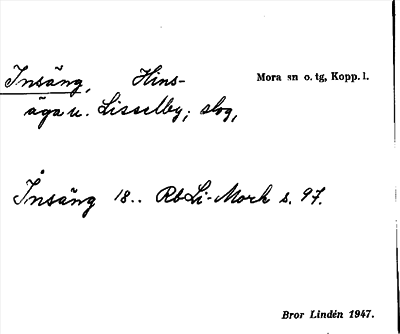 Insäng, Hins- Mora sn o. tg, Kopp. l.
äga u. Lisselby; slog,
Insäng 18.. RbLi-Mork s. 97.
Bror Lindén 1947.